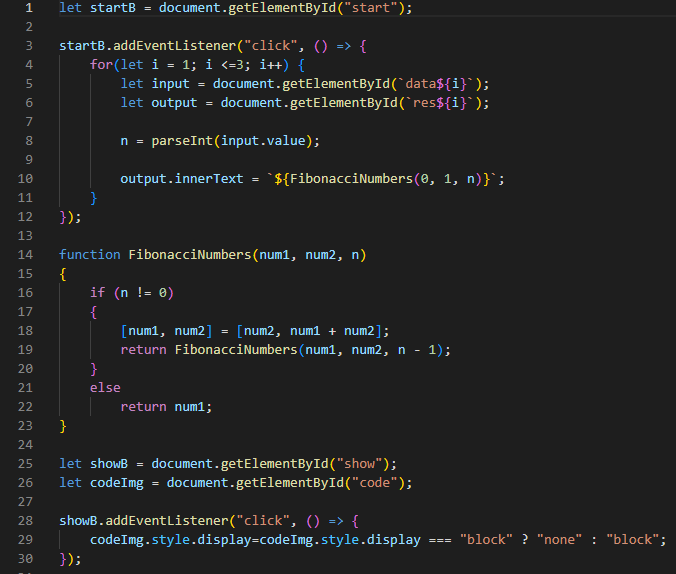 1 let startB = document.getElementById("start");
2
3 startB.addEventListener("click", () => {
4     for(let i = 1; i <=3; i++) {
5         let input = document.getElementById(`data${i}`);
6         let output = document.getElementById(`res${i}`);
7
8         n = parseInt(input.value);
9
10         output.innerText = `${FibonacciNumbers(0, 1, n)}`;
11     }
12 });
13
14 function FibonacciNumbers(num1, num2, n)
15 {
16     if (n != 0)
17     {
18         [num1, num2] = [num2, num1 + num2];
19         return FibonacciNumbers(num1, num2, n - 1);
20     }
21     else
22         return num1;
23 }
24
25 let showB = document.getElementById("show");
26 let codeImg = document.getElementById("code");
27
28 showB.addEventListener("click", () => {
29     codeImg.style.display=codeImg.style.display === "block" ? "none" : "block";
30 });